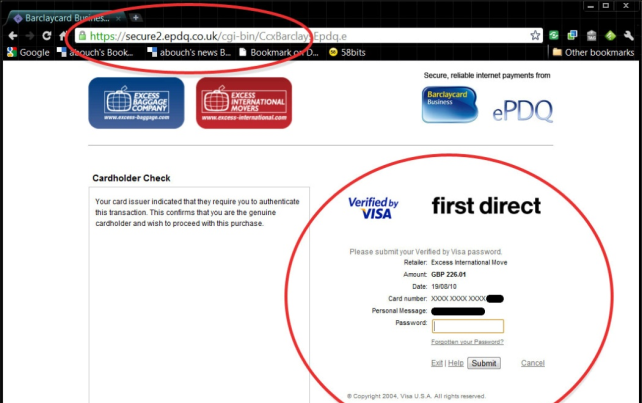 Barclaycard Busines...
https://secure2.epdq.co.uk/cgi-bin/CcxBarclaysEpdq.e
Google
abouch's Book...
abouch's news B...
Bookmark on D...
58bits
Other bookmarks
EXCESS
BAGGAGE
COMPANY
www.excess-baggage.com
EXCESS
INTERNATIONAL
MOVERS
www.excess-international.com
Secure, reliable internet payments from
Barclaycard
Business
ePDQ
Cardholder Check
Your card issuer indicated that they require you to authenticate
this transaction. This confirms that you are the genuine
cardholder and wish to proceed with this purchase.
Verified by
VISA
first direct
Please submit your Verified by Visa password.
Retailer: Excess International Move
Amount: GBP 226.01
Date: 19/08/10
Card number: XXXX XXXX XXXX
Personal Message:
Password:
Forgotten your Password?
Exit | Help Submit Cancel
© Copyright 2004, Visa U.S.A. All rights reserved.